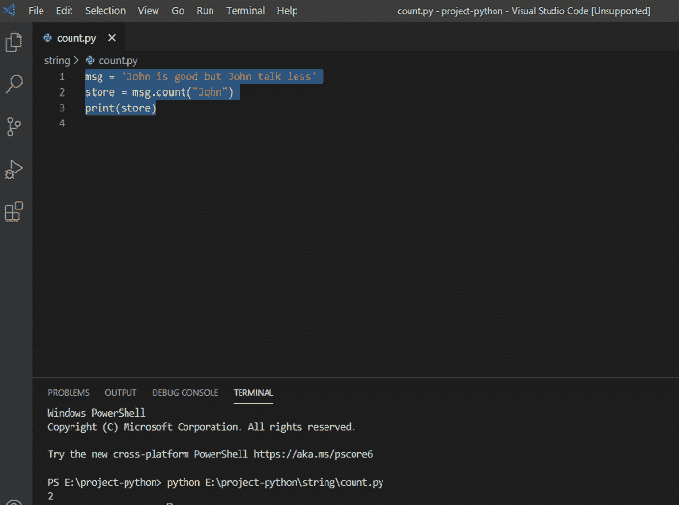 File Edit Selection View Go Run Terminal Help count.py - project-python - Visual Studio Code [Unsupported]
count.py
string > count.py
1 msg = 'John is good but John talk less'
2 store = msg.count("John")
3 print(store)
4
PROBLEMS OUTPUT DEBUG CONSOLE TERMINAL
Windows PowerShell
Copyright (C) Microsoft Corporation. All rights reserved.
Try the new cross-platform PowerShell https://aka.ms/pscore6
PS E:\project-python> python E:\project-python\string\count.py
2